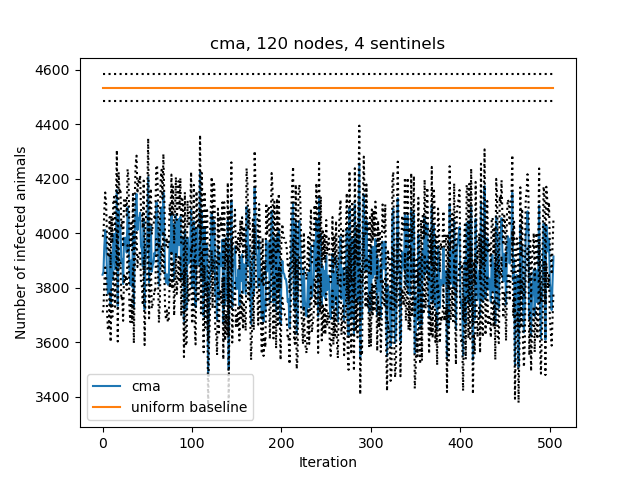 cma, 120 nodes, 4 sentinels
Number of infected animals
4600
4400
4200
4000
3800
3600
3400
cma
uniform baseline
0 100 200 300 400 500
Iteration